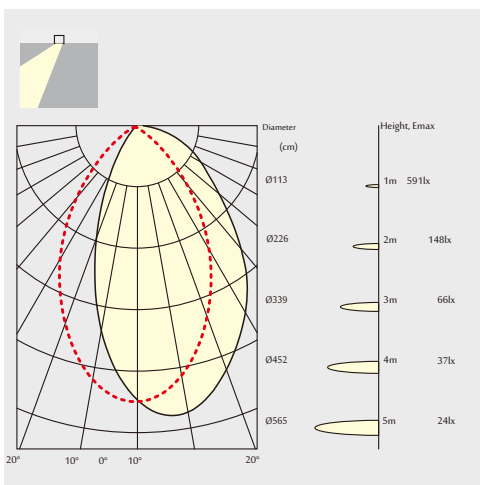 Diameter Height, Emax
(cm)
Ø113 1m 591lx
Ø226 2m 148lx
Ø339 3m 66lx
Ø452 4m 37lx
Ø565 5m 24lx
20° 10° 0° 10° 20°